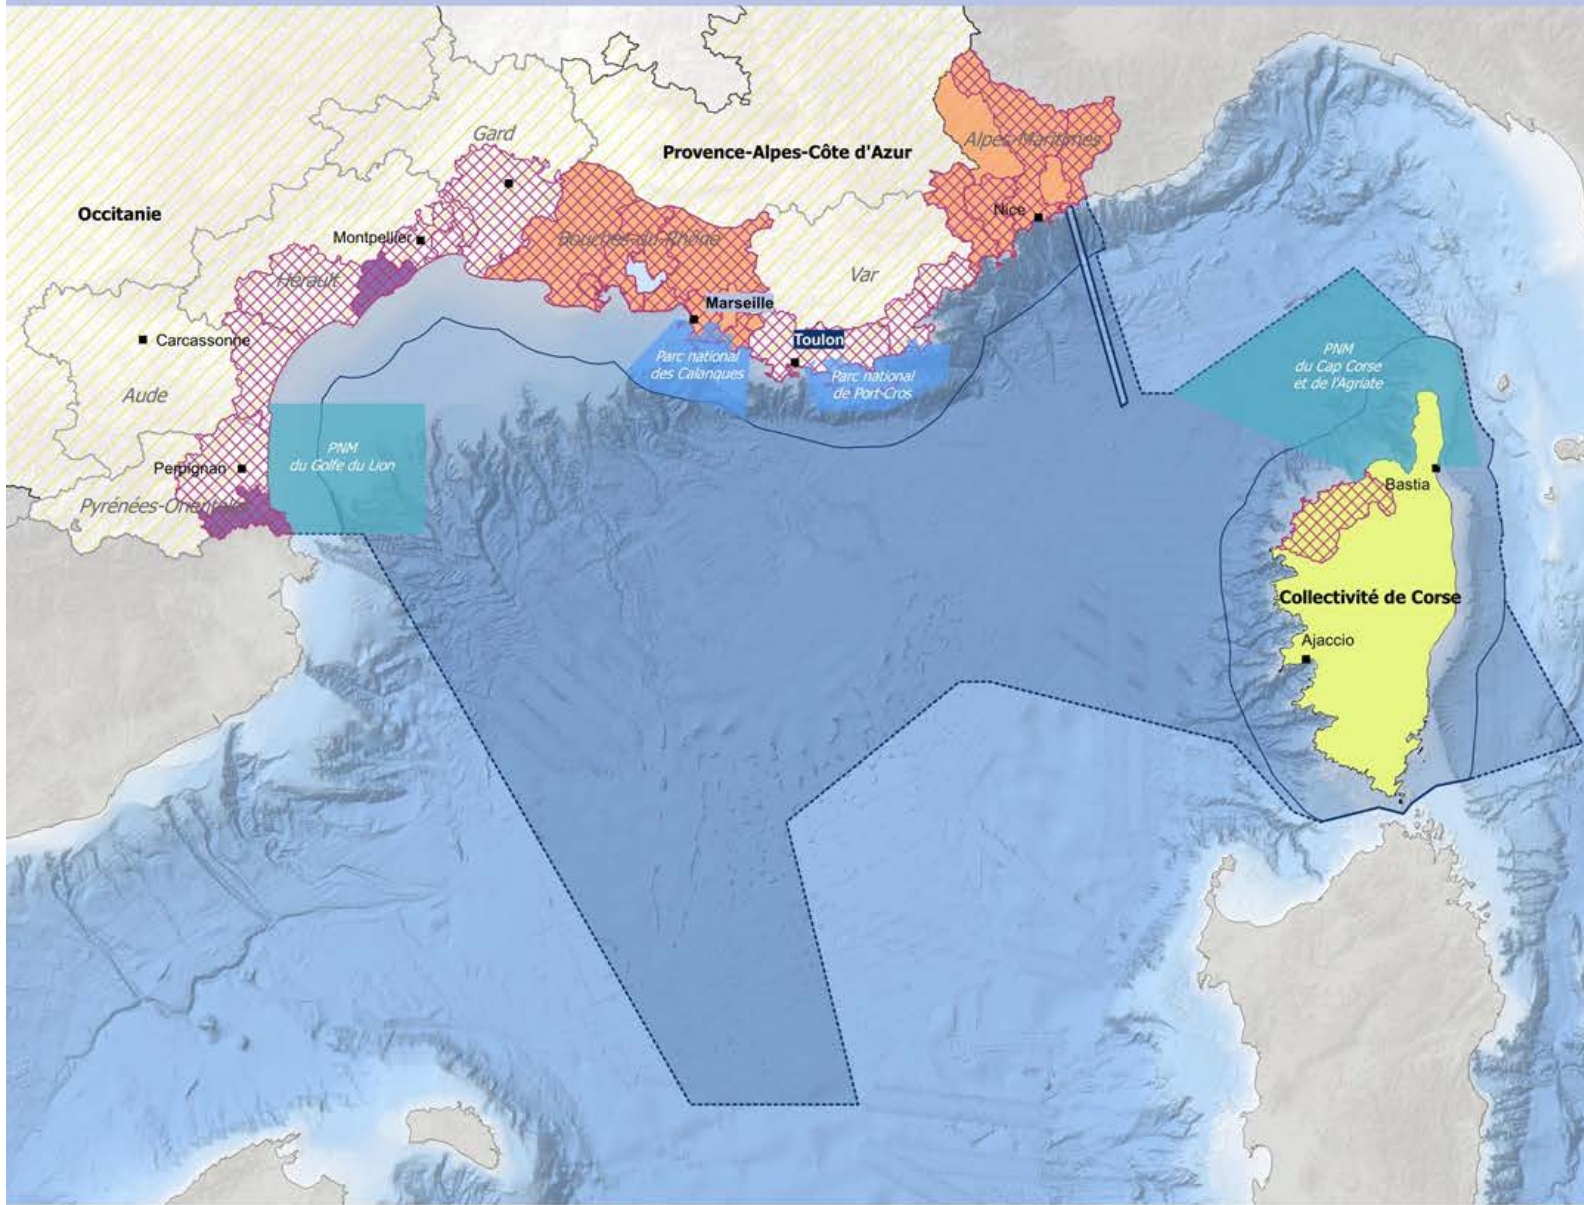 Gard
Provence-Alpes-Côte d'Azur
Alpes-Maritimes
Occitanie
Montpellier
Bouches-du-Rhône
Nice
Hérault
Var
Marseille
Carcassonne
Toulon
Parc national
des Calanques
Parc national
de Port-Cros
PNM
du Cap Corse
et de l'Agriate
Aude
PNM
du Golfe du Lion
Perpignan
Pyrénées-Orientales
Bastia
Collectivité de Corse
Ajaccio